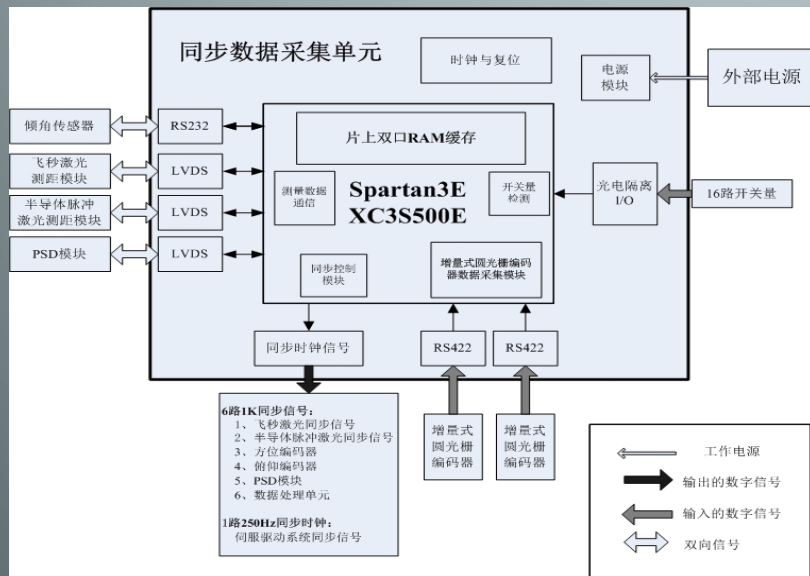 同步数据采集单元
时钟与复位
电源
模块
外部电源
倾角传感器
RS232
片上双口RAM缓存
飞秒激光
测距模块
LVDS
测量数据
通信
Spartan3E
XC3S500E
开关量
检测
光电隔离
I/O
16路开关量
半导体脉冲
激光测距模块
LVDS
PSD模块
LVDS
同步控制
模块
增量式圆光栅编码
器数据采集模块
同步时钟信号
RS422
RS422
6路1K同步信号：
1、飞秒激光同步信号
2、半导体脉冲激光同步信号
3、方位编码器
4、俯仰编码器
5、PSD模块
6、数据处理单元
1路250Hz同步时钟：
伺服驱动系统同步信号
增量式
圆光栅
编码器
增量式
圆光栅
编码器
工作电源
输出的数字信号
输入的数字信号
双向信号